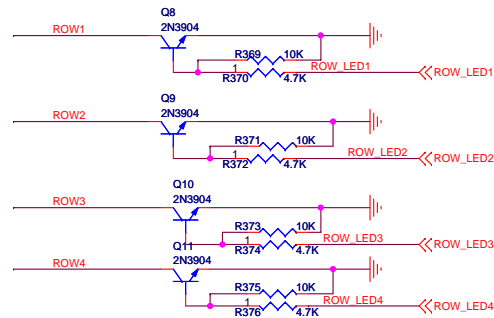 Q8
2N3904
ROW1
R369 10K
1 ROW_LED1
R370 4.7K ROW_LED1
Q9
2N3904
ROW2
R371 10K
1 ROW_LED2
R372 4.7K ROW_LED2
Q10
2N3904
ROW3
R373 10K
1 ROW_LED3
R374 4.7K ROW_LED3
Q11
2N3904
ROW4
R375 10K
1 ROW_LED4
R376 4.7K ROW_LED4